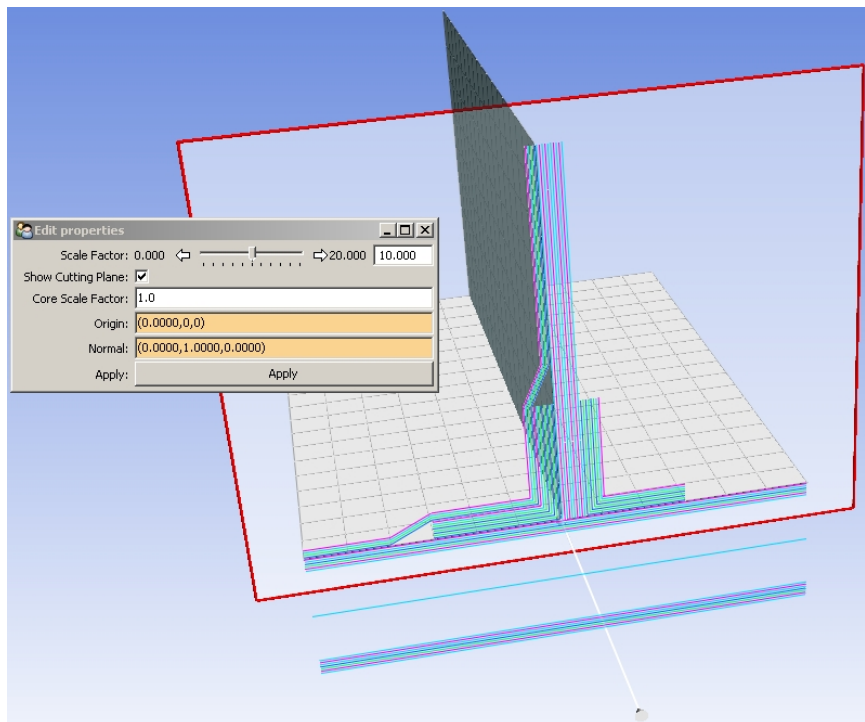 Edit properties
Scale Factor: 0.000 20.000 10.000
Show Cutting Plane:
Core Scale Factor: 1.0
Origin: (0.0000,0,0)
Normal: (0.0000,1.0000,0.0000)
Apply: Apply